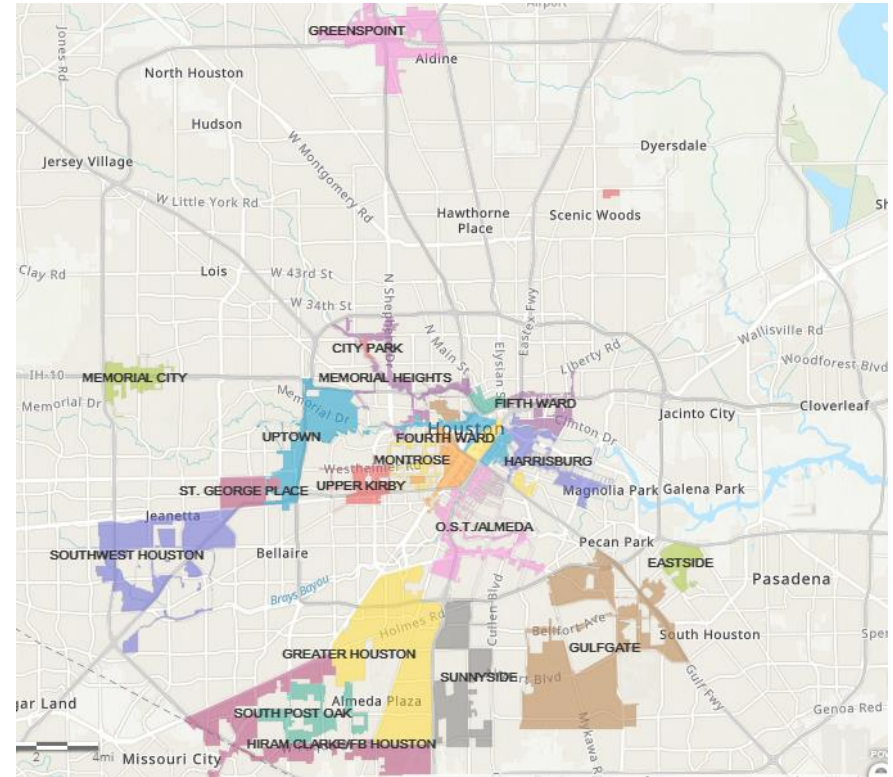 Airport
GREENSPOINT
Jones Rd
Aldine
North Houston
Hudson
W Montgomery Rd
Dyersdale
Jersey Village
W Little York Rd
Hawthorne
Place
Scenic Woods
Sh
Clay Rd
Lois
W 43rd St
N Shepherd Dr
W 34th St
N Main St
Elysian S
Eastex Fwy
Wallisville Rd
CITY PARK
Liberty Rd
Woodforest Blvd
IH-10
MEMORIAL CITY
MEMORIAL HEIGHTS
Memorial Dr
Memorial Dr
FIFTH WARD
Cloverleaf
Jacinto City
Clinton Dr
Houston
UPTOWN
FOURTH WARD
MONTROSE
HARRISBURG
Westheimer Rd
ST. GEORGE PLACE
UPPER KIRBY
Magnolia Park
Galena Park
Jeanetta
O.S.T./ALMEDA
SOUTHWEST HOUSTON
Bellaire
Pecan Park
EASTSIDE
Pasadena
Brays Bayou
Cullen Blvd
Holmes Rd
Bellfort Ave
South Houston
Spe
GREATER HOUSTON
GULFGATE
SUNNYSIDE
rt Blvd
Gulf Fwy
gar Land
Almeda Plaza
SOUTH POST OAK
Mykawa R
Genoa Red
HIRAM CLARKE/FB HOUSTON
2 4mi
Missouri City